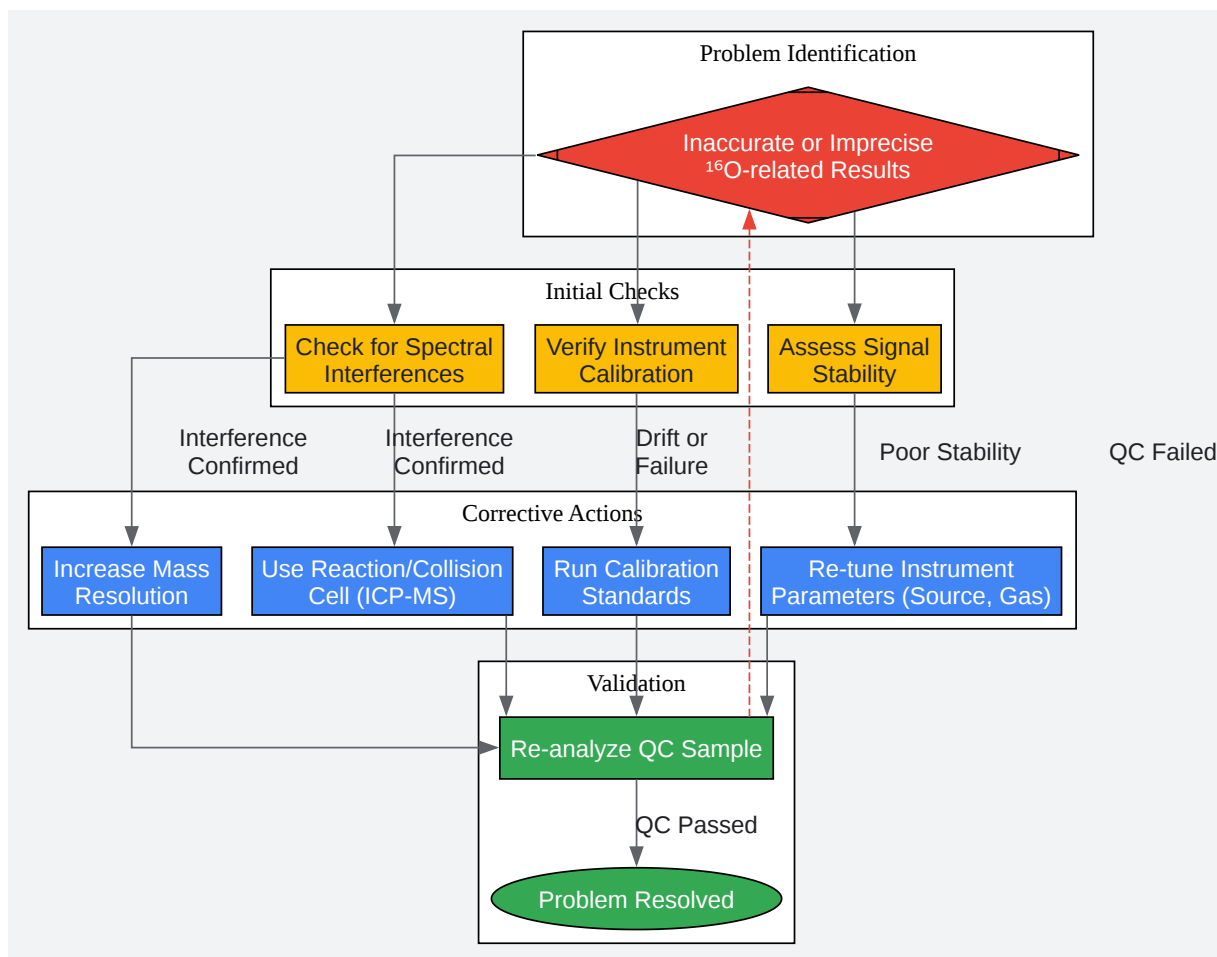 Problem Identification
Inaccurate or Imprecise
¹⁶O-related Results
Initial Checks
Check for Spectral
Interferences
Verify Instrument
Calibration
Assess Signal
Stability
Interference
Confirmed
Interference
Confirmed
Drift or
Failure
Poor Stability
QC Failed
Corrective Actions
Increase Mass
Resolution
Use Reaction/Collision
Cell (ICP-MS)
Run Calibration
Standards
Re-tune Instrument
Parameters (Source, Gas)
Validation
Re-analyze QC Sample
QC Passed
Problem Resolved